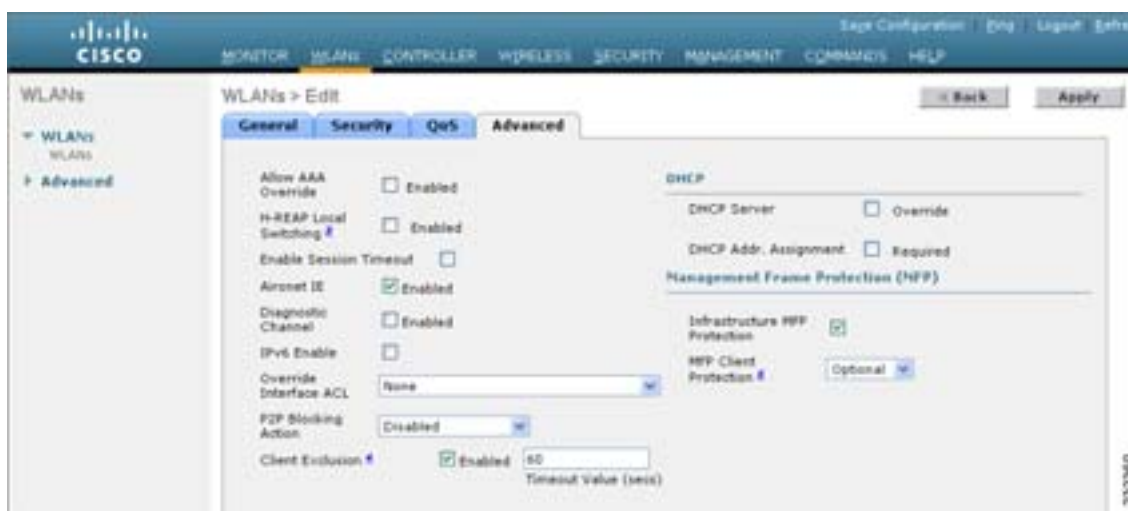 Save Configuration | Ping | Logout | Refre
CISCO
MONITOR WLANs CONTROLLER WIRELESS SECURITY MANAGEMENT COMMANDS HELP
WLANs
WLANs > Edit
< Back
Apply
WLANs
WLANs
Advanced
General Security QoS Advanced
Allow AAA
Override
Enabled
H-REAP Local
Switching
Enabled
Enable Session Timeout
Aironet IE
Enabled
Diagnostic
Channel
Enabled
IPv6 Enable
Override
Interface ACL
None
P2P Blocking
Action
Disabled
Client Exclusion
Enabled
60
Timeout Value (secs)
DHCP
DHCP Server
Override
DHCP Addr. Assignment
Required
Management Frame Protection (MFP)
Infrastructure MFP
Protection
MFP Client
Protection
Optional